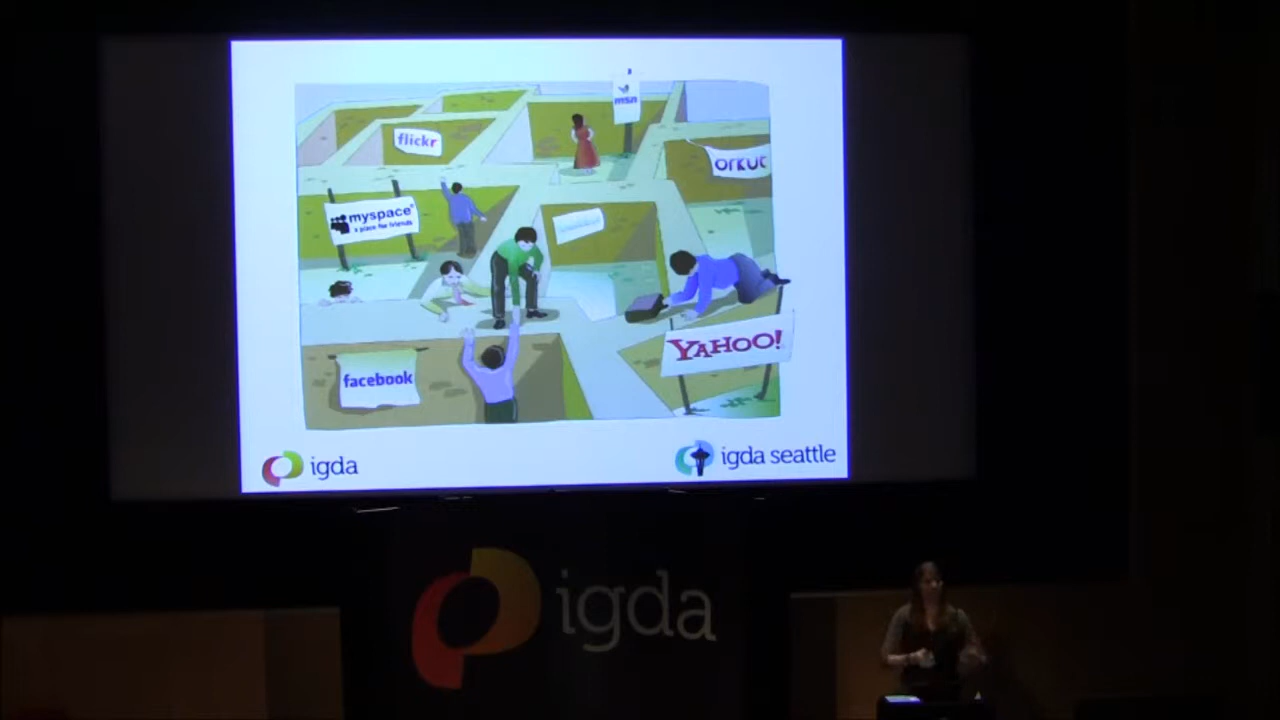 msn
flickr
orkut
myspace
a place for friends
YAHOO!
facebook
igda
igda seattle
igda